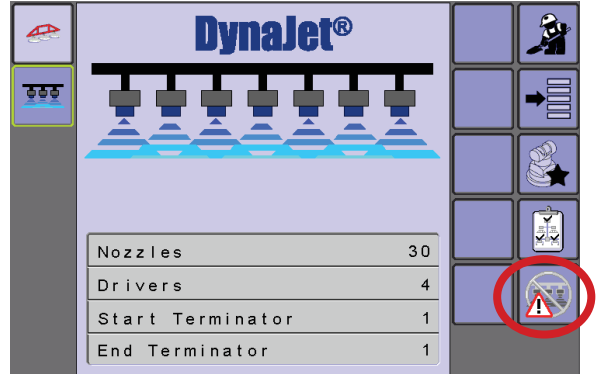 DynaJet®
Nozzles 30
Drivers 4
Start Terminator 1
End Terminator 1